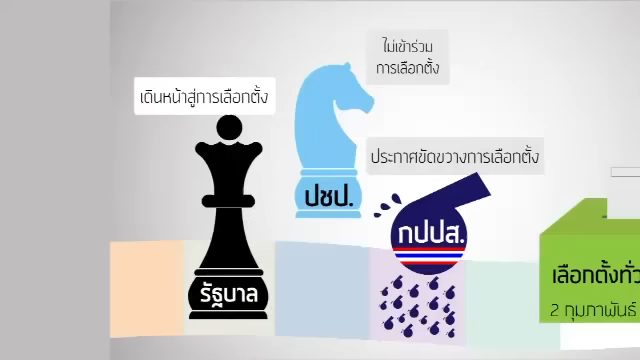 ไม่เข้าร่วม
การเลือกตั้ง
เดินหน้าสู่การเลือกตั้ง
ประกาศขัดขวางการเลือกตั้ง
ปชป.
กปปส.
รัฐบาล
เลือกตั้งทั่ว
2 กุมภาพันธ์